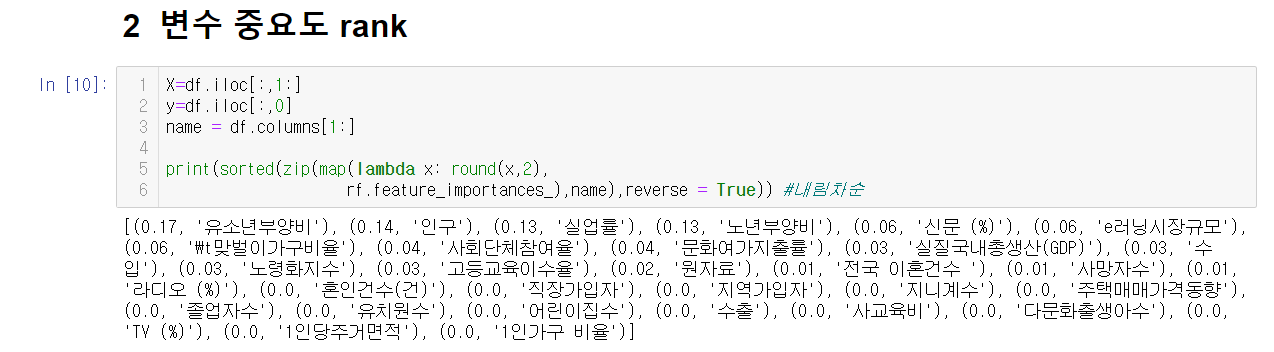 2 변수 중요도 rank
In [10]:
1 X=df.iloc[:,1:]
2 y=df.iloc[:,0]
3 name = df.columns[1:]
4
5 print(sorted(zip(map(lambda x: round(x,2),
6 rf.feature_importances_),name),reverse = True)) #내림차순
[(0.17, '유소년부양비'), (0.14, '인구'), (0.13, '실업률'), (0.13, '노년부양비'), (0.06, '신문 (%)'), (0.06, 'e러닝시장규모'),
(0.06, '₩t맞벌이가구비율'), (0.04, '사회단체참여율'), (0.04, '문화여가지출률'), (0.03, '실질국내총생산(GDP)'), (0.03, '수
입'), (0.03, '노령화지수'), (0.03, '고등교육이수율'), (0.02, '원자료'), (0.01, '전국 이혼건수 '), (0.01, '사망자수'), (0.01,
'라디오 (%)'), (0.0, '혼인건수(건)'), (0.0, '직장가입자'), (0.0, '지역가입자'), (0.0, '지니계수'), (0.0, '주택매매가격동향'),
(0.0, '졸업자수'), (0.0, '유치원수'), (0.0, '어린이집수'), (0.0, '수출'), (0.0, '사교육비'), (0.0, '다문화출생아수'), (0.0,
'TV (%)'), (0.0, '1인당주거면적'), (0.0, '1인가구 비율')]